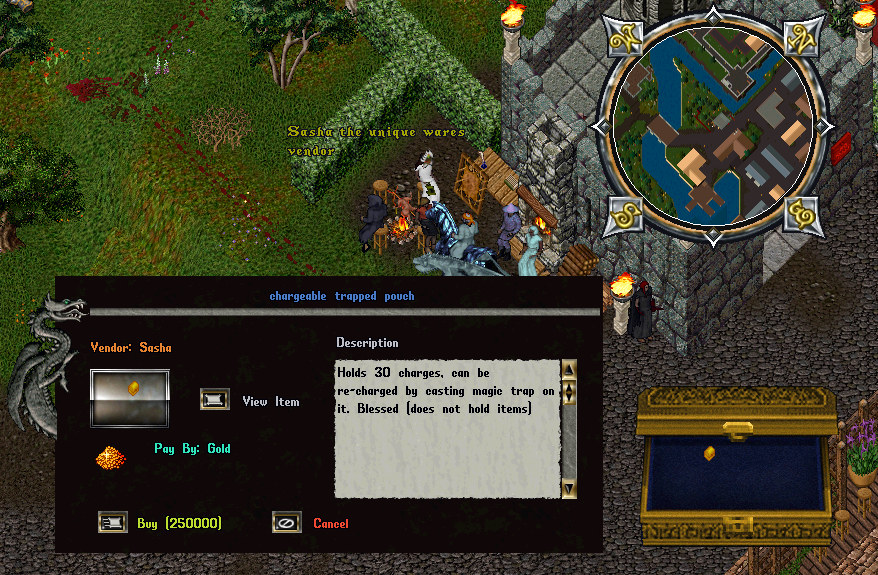 Sasha the unique wares
vendor
chargeable trapped pouch
Vendor: Sasha
Description
Holds 30 charges, can be
re-charged by casting magic trap on
it. Blessed (does not hold items)
View Item
Pay By: Gold
Buy (250000)
Cancel